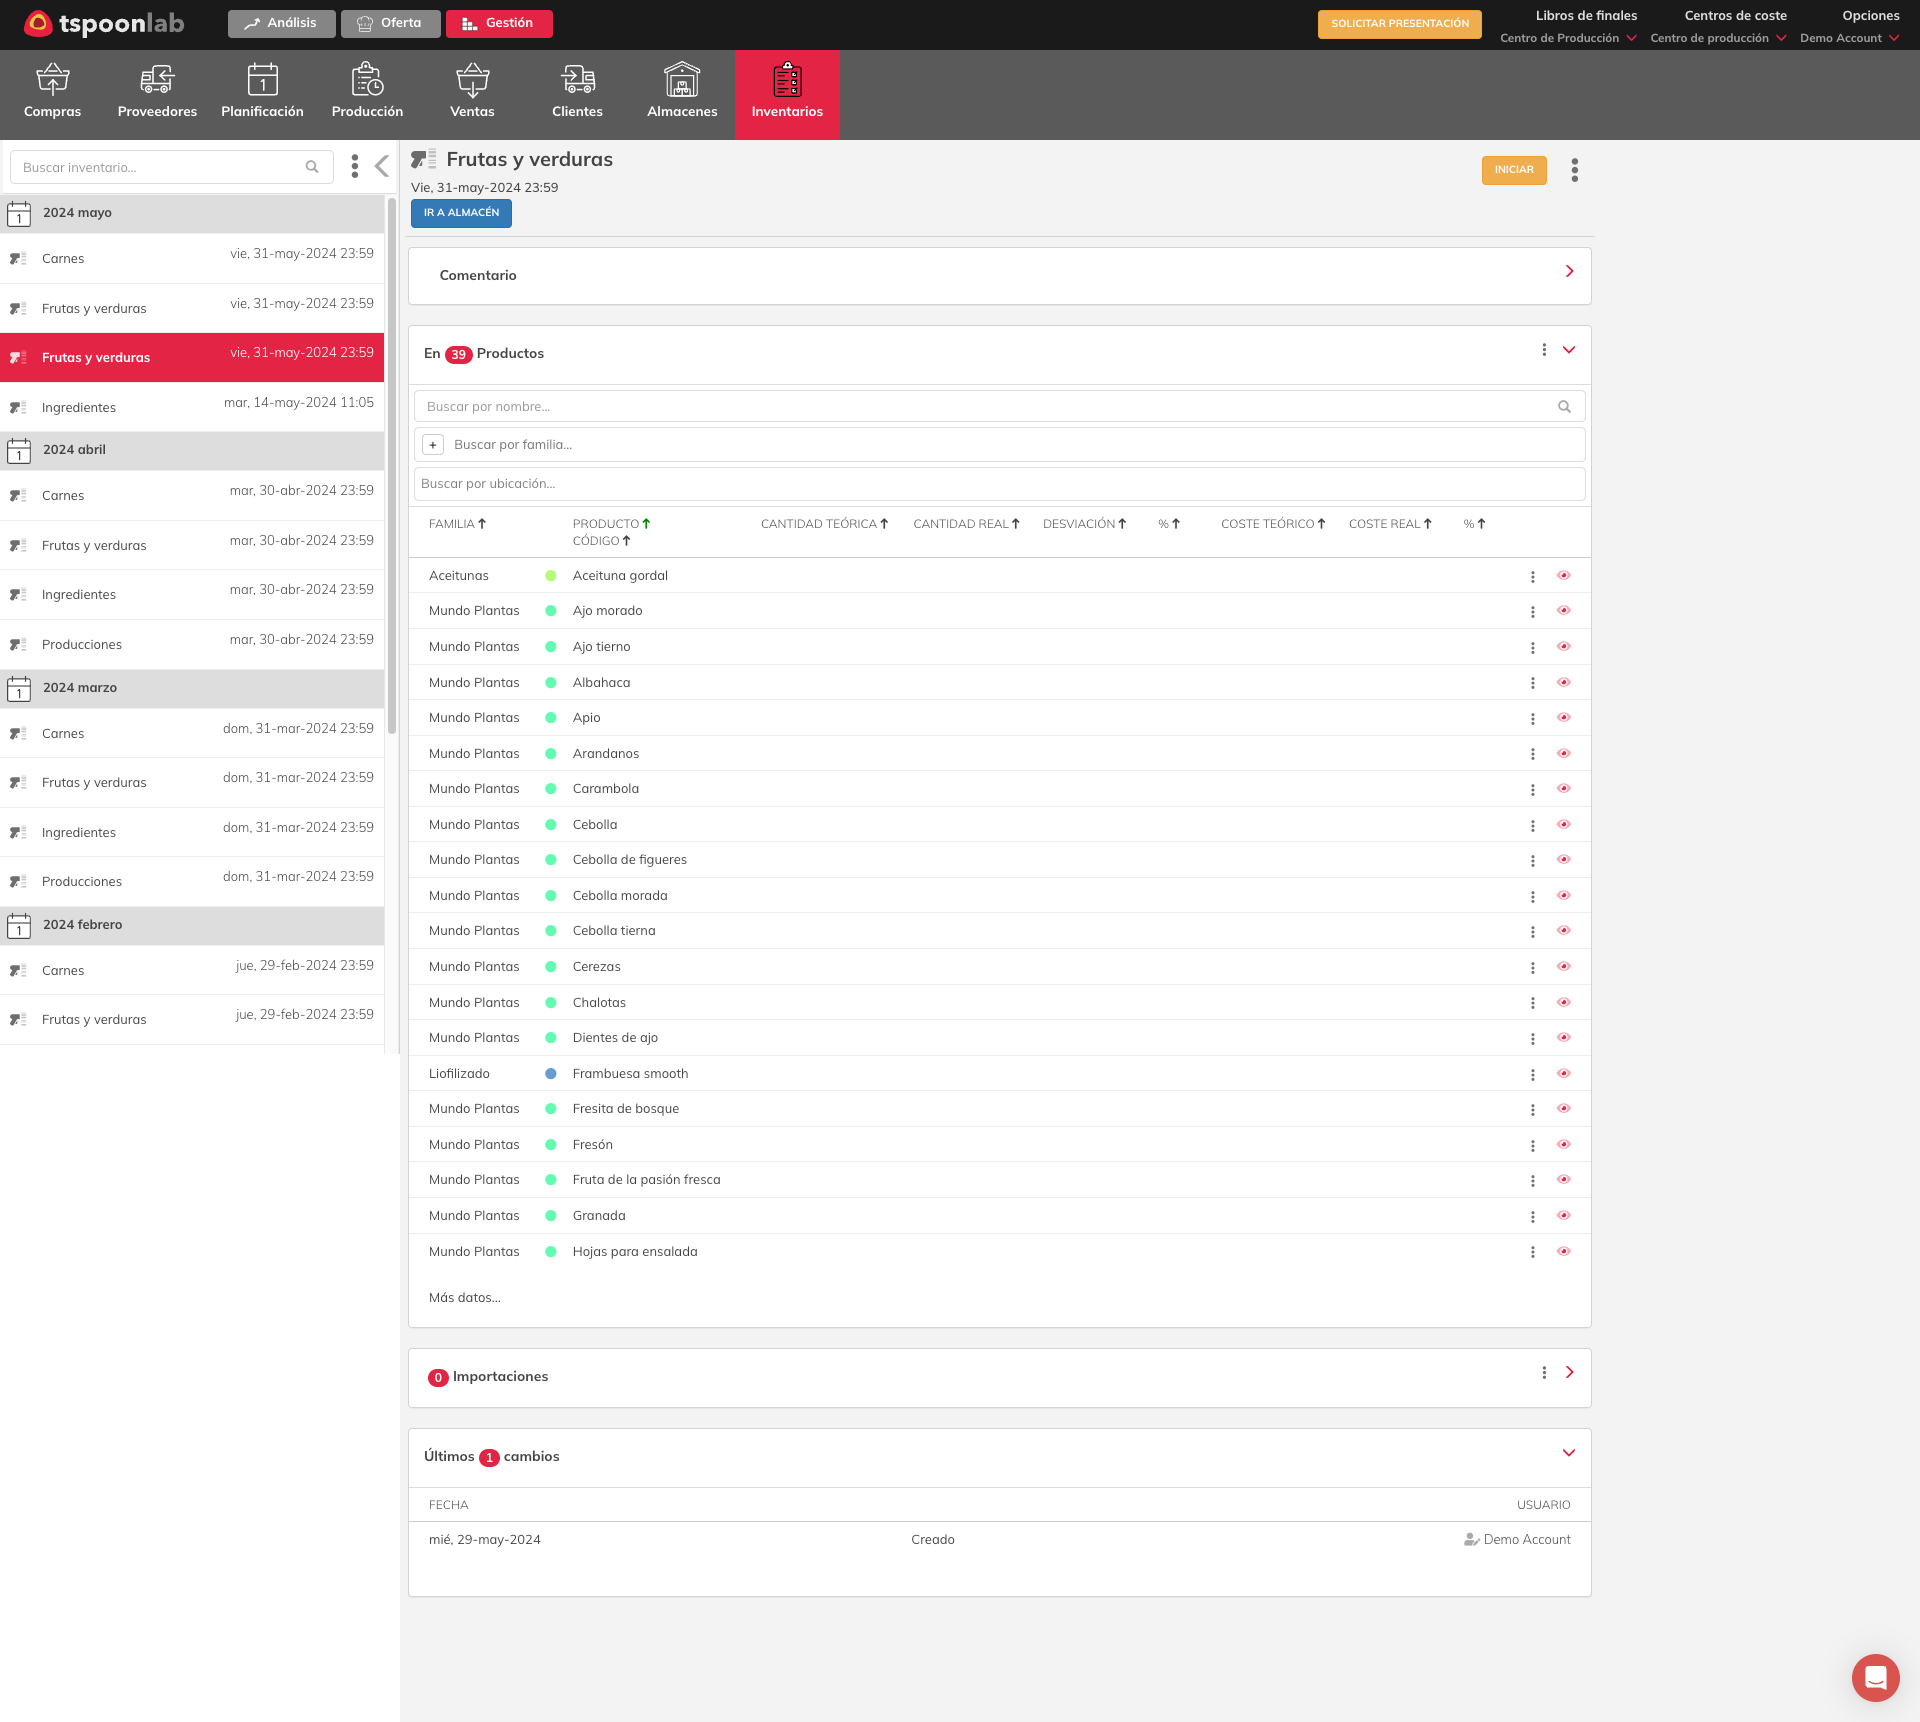 tspoonlab
Análisis
Oferta
Gestión
SOLICITAR PRESENTACIÓN
Libros de finales
Centro de Producción
Centros de coste
Centro de producción
Opciones
Demo Account
Compras
Proveedores
Planificación
Producción
Ventas
Clientes
Almacenes
Inventarios
Buscar inventario...
2024 mayo
Carnes vie, 31-may-2024 23:59
Frutas y verduras vie, 31-may-2024 23:59
Frutas y verduras vie, 31-may-2024 23:59
Ingredientes mar, 14-may-2024 11:05
2024 abril
Carnes mar, 30-abr-2024 23:59
Frutas y verduras mar, 30-abr-2024 23:59
Ingredientes mar, 30-abr-2024 23:59
Producciones mar, 30-abr-2024 23:59
2024 marzo
Carnes dom, 31-mar-2024 23:59
Frutas y verduras dom, 31-mar-2024 23:59
Ingredientes dom, 31-mar-2024 23:59
Producciones dom, 31-mar-2024 23:59
2024 febrero
Carnes jue, 29-feb-2024 23:59
Frutas y verduras jue, 29-feb-2024 23:59
Frutas y verduras
Vie, 31-may-2024 23:59
IR A ALMACÉN
INICIAR
Comentario
En 39 Productos
Buscar por nombre...
+ Buscar por familia...
Buscar por ubicación...
FAMILIA PRODUCTO CANTIDAD TEÓRICA CANTIDAD REAL DESVIACIÓN % COSTE TEÓRICO COSTE REAL %
CÓDIGO
Aceitunas Aceituna gordal
Mundo Plantas Ajo morado
Mundo Plantas Ajo tierno
Mundo Plantas Albahaca
Mundo Plantas Apio
Mundo Plantas Arandanos
Mundo Plantas Carambola
Mundo Plantas Cebolla
Mundo Plantas Cebolla de figueres
Mundo Plantas Cebolla morada
Mundo Plantas Cebolla tierna
Mundo Plantas Cerezas
Mundo Plantas Chalotas
Mundo Plantas Dientes de ajo
Liofilizado Frambuesa smooth
Mundo Plantas Fresita de bosque
Mundo Plantas Fresón
Mundo Plantas Fruta de la pasión fresca
Mundo Plantas Granada
Mundo Plantas Hojas para ensalada
Más datos...
0 Importaciones
Últimos 1 cambios
FECHA USUARIO
mié, 29-may-2024 Creado Demo Account